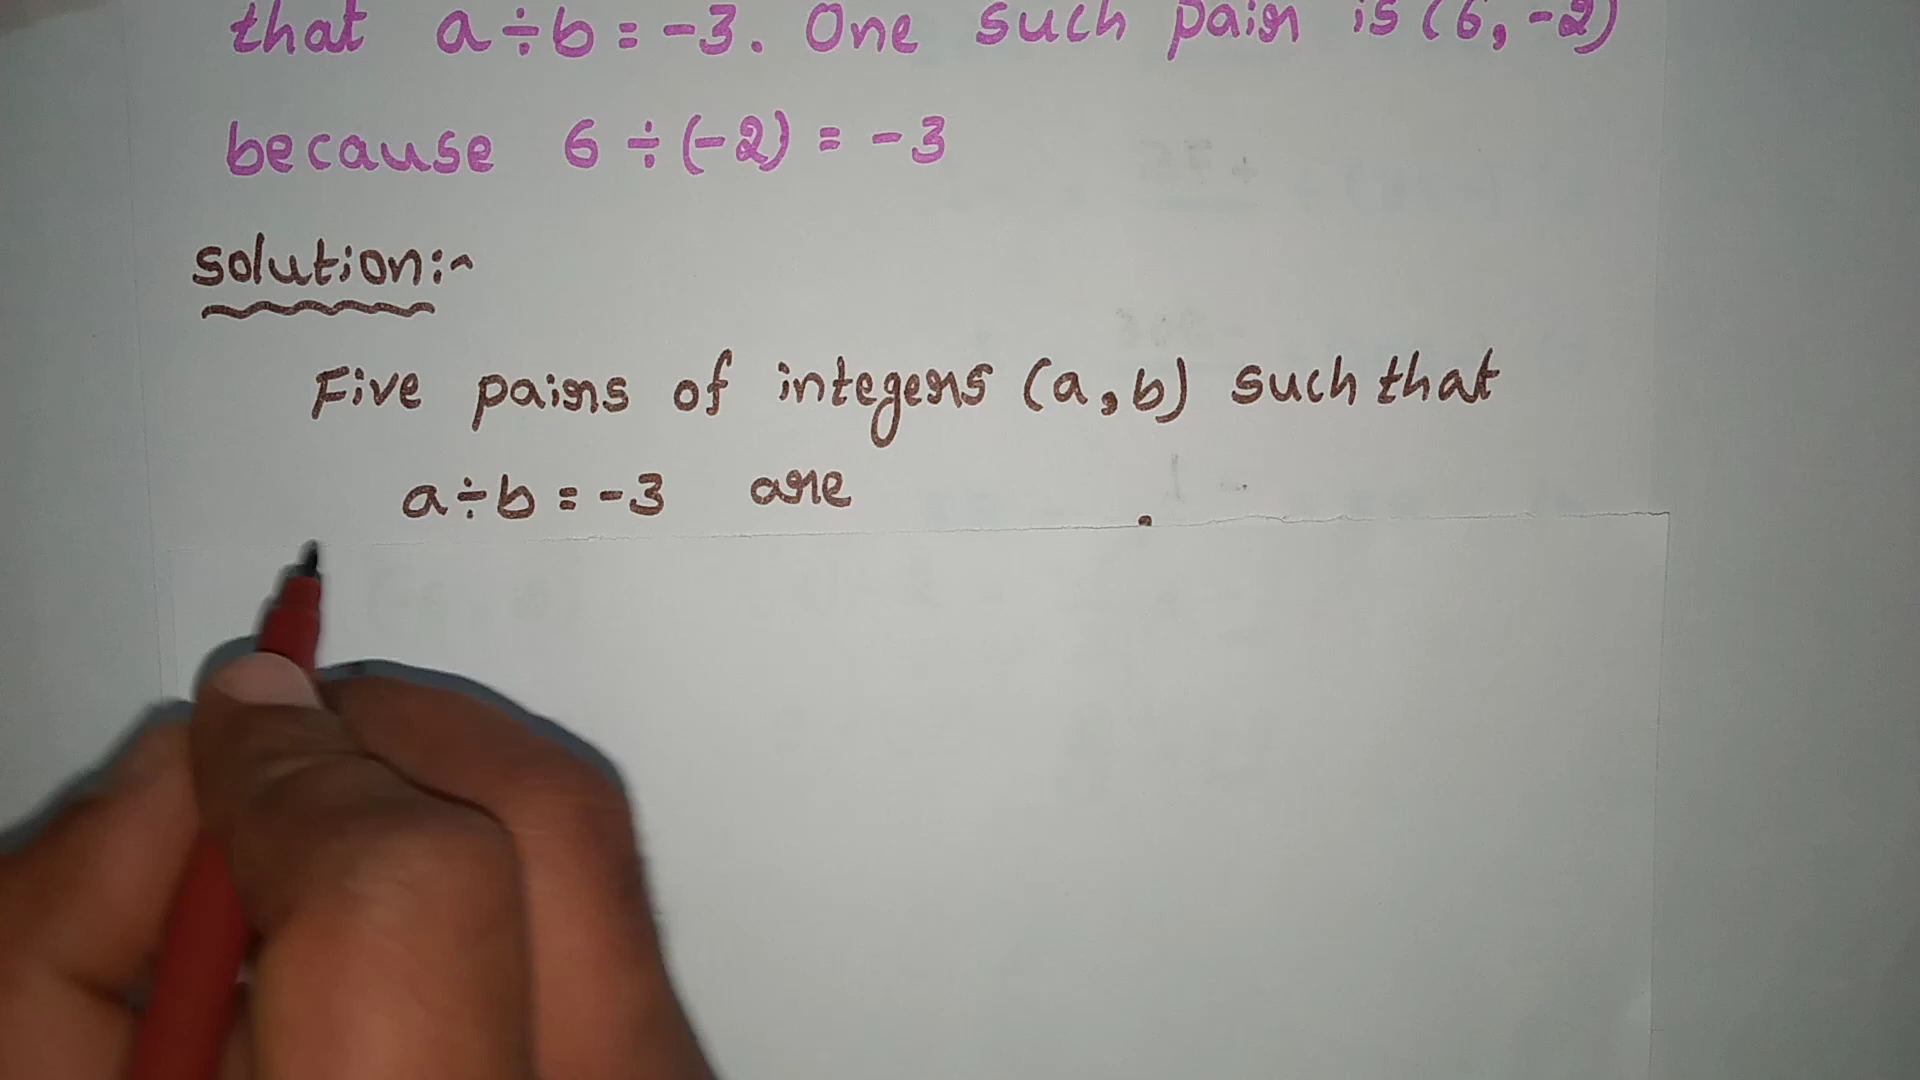 that a÷b = -3. One such pair is (6, -2)
because 6 ÷ (-2) = -3
solution:-
Five pairs of integers (a, b) such that
a÷b = -3 are